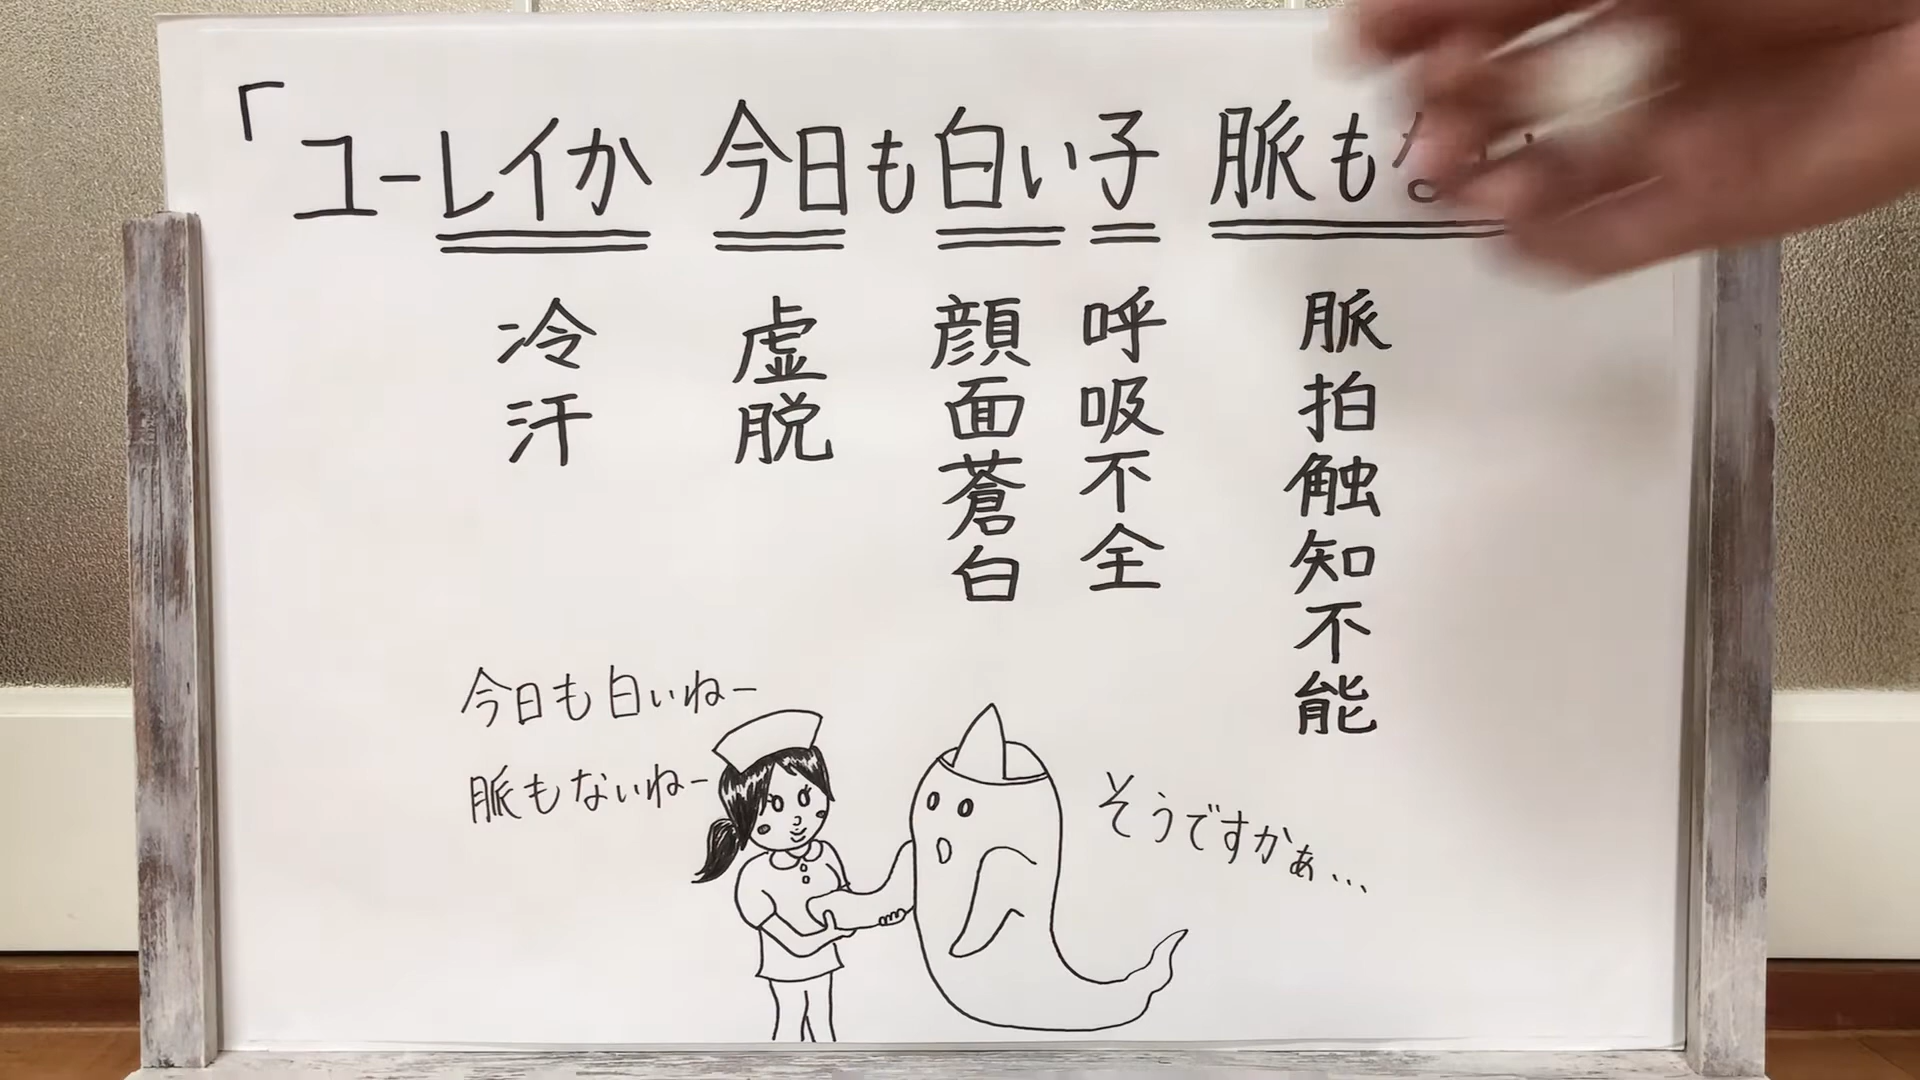 「ユーレイか 今日も白い子 脈もな
冷汗
虚脱
顔面蒼白
呼吸不全
脈拍触知不能
今日も白いねー
脈もないねー
そうですかぁ...